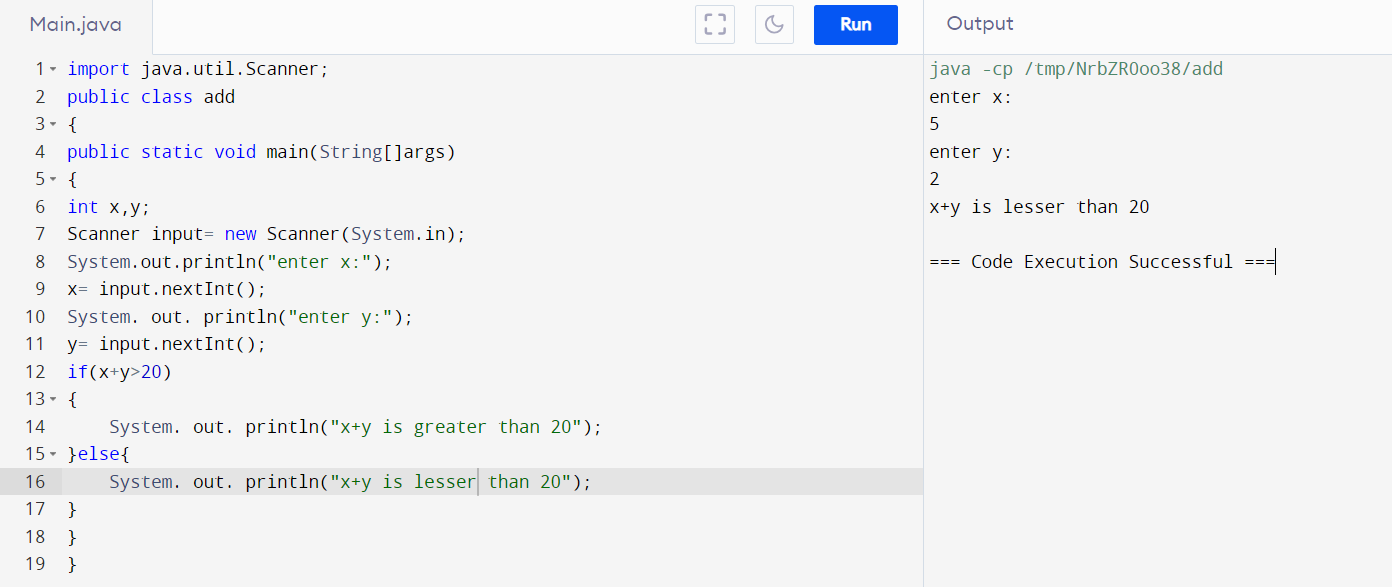 Main.java
Run
Output
1 import java.util.Scanner;
2 public class add
3 {
4 public static void main(String[]args)
5 {
6 int x,y;
7 Scanner input= new Scanner(System.in);
8 System.out.println("enter x:");
9 x= input.nextInt();
10 System. out. println("enter y:");
11 y= input.nextInt();
12 if(x+y>20)
13 {
14     System. out. println("x+y is greater than 20");
15 }else{
16     System. out. println("x+y is lesser than 20");
17 }
18 }
19 }
java -cp /tmp/NrbZROoo38/add
enter x:
5
enter y:
2
x+y is lesser than 20
=== Code Execution Successful ===